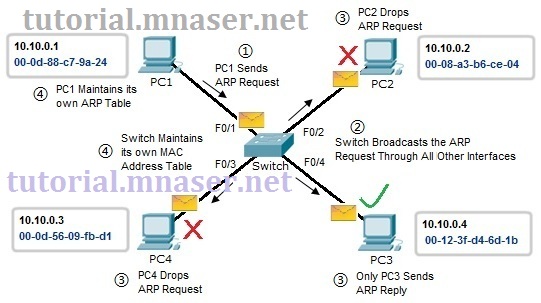 tutorial.mnaser.net
10.10.0.1
00-0d-88-c7-9a-24
PC1
④ PC1 Maintains its
own ARP Table
①
PC1 Sends
ARP Request
③ PC2 Drops
ARP Request
10.10.0.2
00-08-a3-b6-ce-04
PC2
F0/1
F0/2
Switch Maintains
④ its own MAC
Address Table
F0/3
Switch
F0/4
②
Switch Broadcasts the ARP
Request Through All Other Interfaces
tutorial.mnaser.net
10.10.0.3
00-0d-56-09-fb-d1
PC4
③ PC4 Drops
ARP Request
10.10.0.4
00-12-3f-d4-6d-1b
PC3
③ Only PC3 Sends
ARP Reply